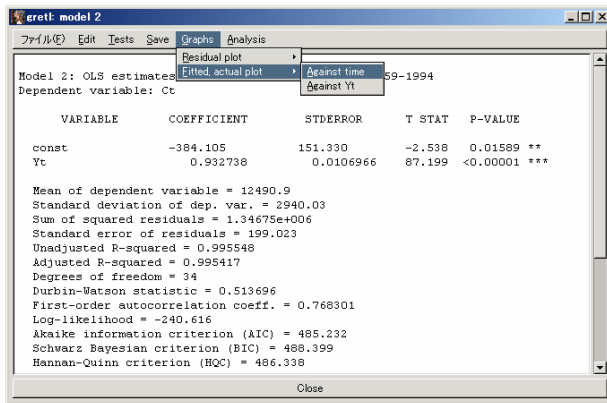 gretl: model 2
ファイル(F) Edit Tests Save Graphs Analysis
Residual plot
Fitted, actual plot
Against time
Against Yt
Model 2: OLS estimates 59-1994
Dependent variable: Ct
VARIABLE COEFFICIENT STDERROR T STAT P-VALUE
const -384.105 151.330 -2.538 0.01589 **
Yt 0.932738 0.0106966 87.199 <0.00001 ***
Mean of dependent variable = 12490.9
Standard deviation of dep. var. = 2940.03
Sum of squared residuals = 1.34675e+006
Standard error of residuals = 199.023
Unadjusted R-squared = 0.995548
Adjusted R-squared = 0.995417
Degrees of freedom = 34
Durbin-Watson statistic = 0.513696
First-order autocorrelation coeff. = 0.768301
Log-likelihood = -240.616
Akaike information criterion (AIC) = 485.232
Schwarz Bayesian criterion (BIC) = 488.399
Hannan-Quinn criterion (HQC) = 486.338
Close